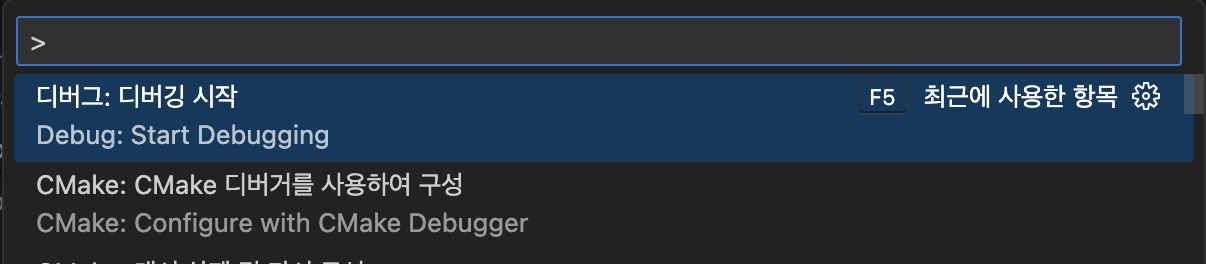 >
디버그: 디버깅 시작 F5 최근에 사용한 항목
Debug: Start Debugging
CMake: CMake 디버거를 사용하여 구성
CMake: Configure with CMake Debugger